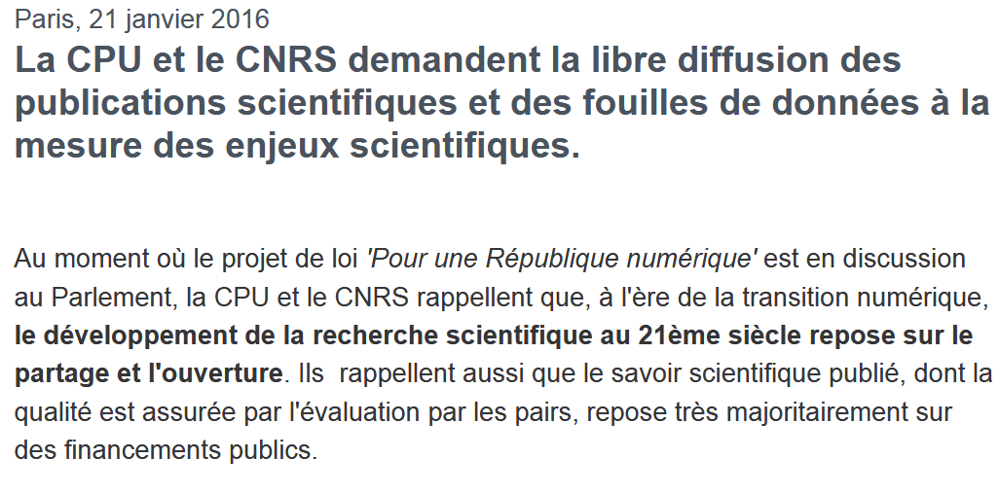 Paris, 21 janvier 2016
La CPU et le CNRS demandent la libre diffusion des
publications scientifiques et des fouilles de données à la
mesure des enjeux scientifiques.
Au moment où le projet de loi 'Pour une République numérique' est en discussion
au Parlement, la CPU et le CNRS rappellent que, à l'ère de la transition numérique,
le développement de la recherche scientifique au 21ème siècle repose sur le
partage et l'ouverture. Ils  rappellent aussi que le savoir scientifique publié, dont la
qualité est assurée par l'évaluation par les pairs, repose très majoritairement sur
des financements publics.